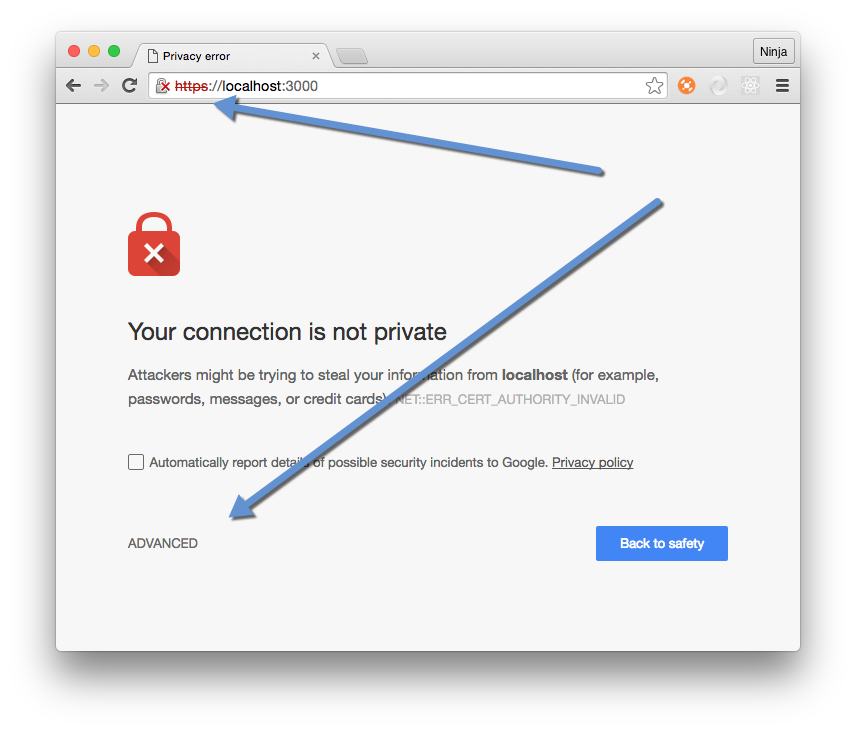 Privacy error
Ninja
https://localhost:3000
Your connection is not private
Attackers might be trying to steal your information from localhost (for example,
passwords, messages, or credit cards). NET::ERR_CERT_AUTHORITY_INVALID
Automatically report details of possible security incidents to Google. Privacy policy
ADVANCED
Back to safety